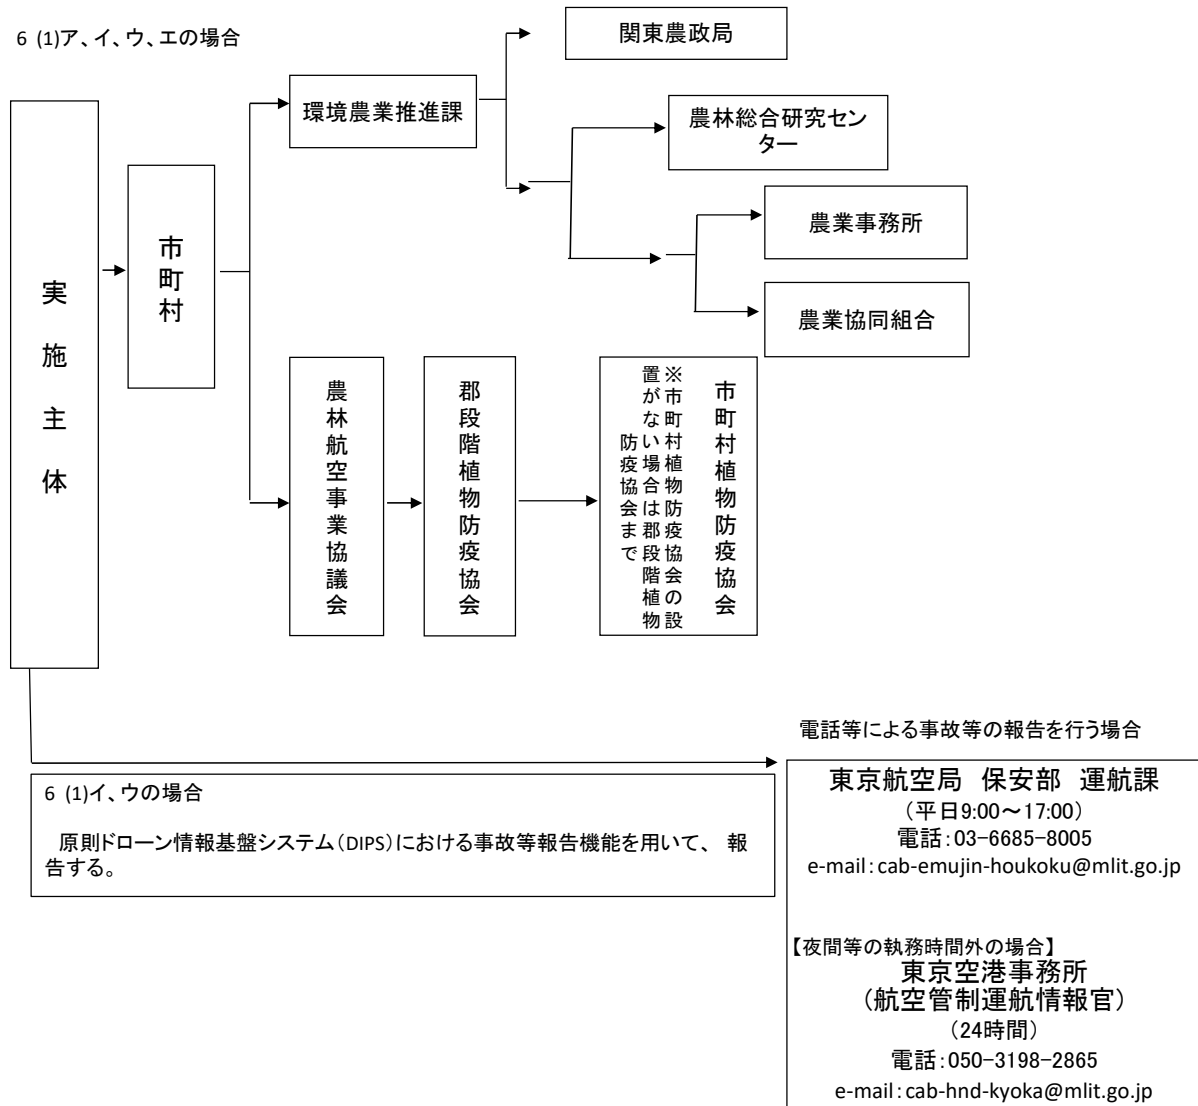 6 (1)ア、イ、ウ、エの場合
関東農政局
環境農業推進課
農林総合研究セン
ター
農業事務所
農業協同組合
実施主体
市町村
農林航空事業協議会
郡段階植物防疫協会
市町村植物防疫協会
※市町村植物防疫協会の設
置がない場合は郡段階植物
防疫協会まで
電話等による事故等の報告を行う場合
6 (1)イ、ウの場合
原則ドローン情報基盤システム(DIPS)における事故等報告機能を用いて、 報
告する。
東京航空局 保安部 運航課
(平日9:00～17:00)
電話:03-6685-8005
e-mail:cab-emujin-houkoku@mlit.go.jp
【夜間等の執務時間外の場合】
東京空港事務所
(航空管制運航情報官)
(24時間)
電話:050-3198-2865
e-mail:cab-hnd-kyoka@mlit.go.jp